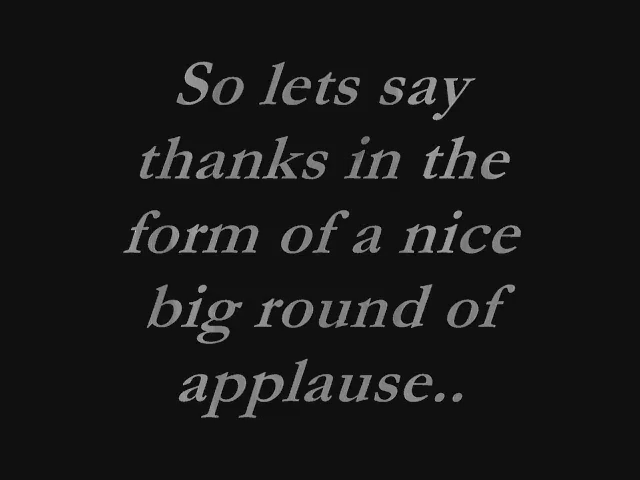 So lets say
thanks in the
form of a nice
big round of
applause..